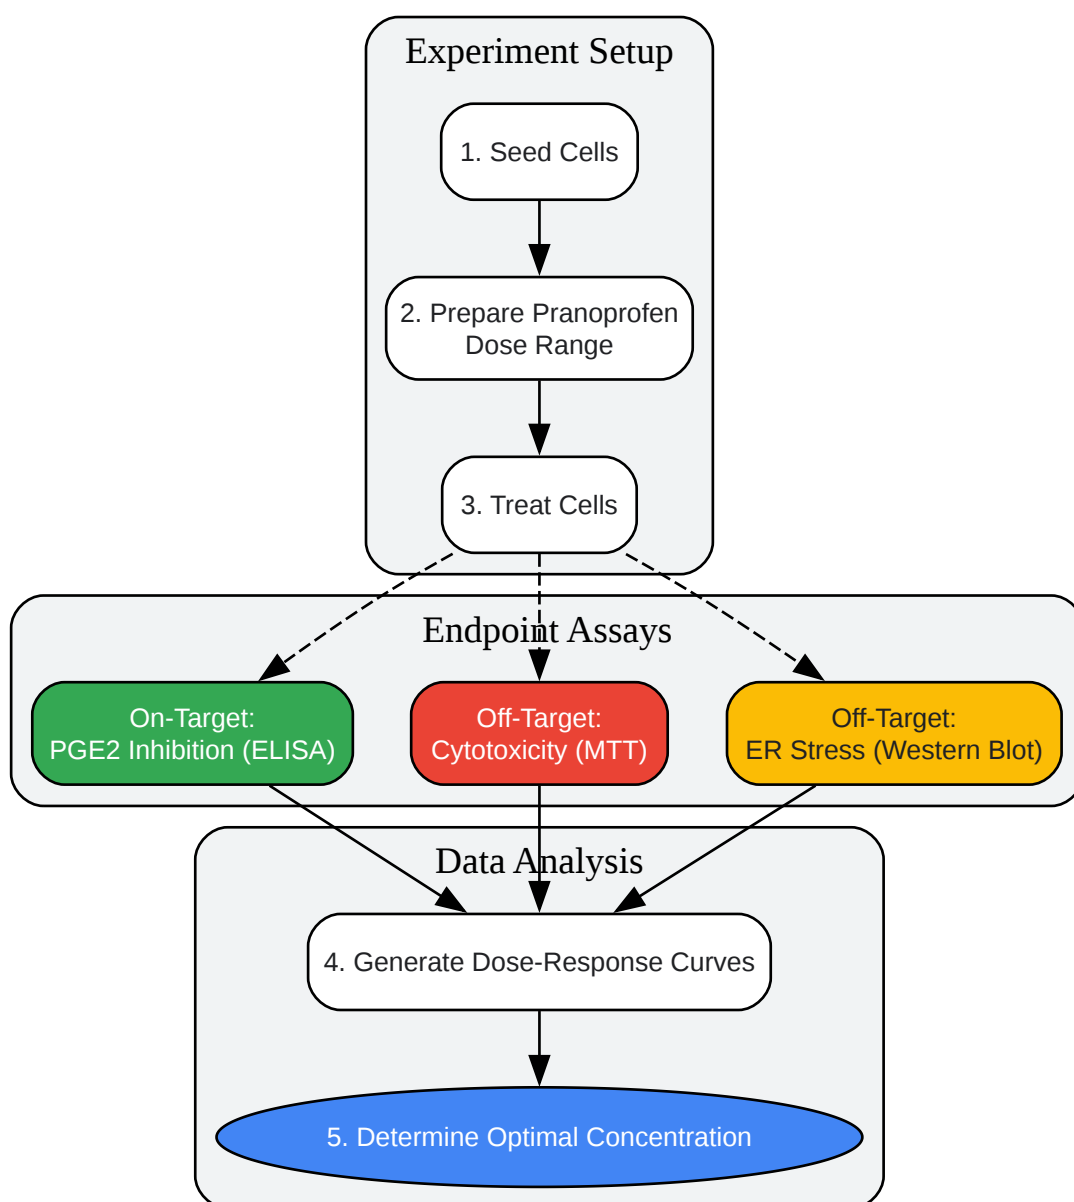 Experiment Setup
1. Seed Cells
2. Prepare Pranoprofen
Dose Range
3. Treat Cells
Endpoint Assays
On-Target:
PGE2 Inhibition (ELISA)
Off-Target:
Cytotoxicity (MTT)
Off-Target:
ER Stress (Western Blot)
Data Analysis
4. Generate Dose-Response Curves
5. Determine Optimal Concentration